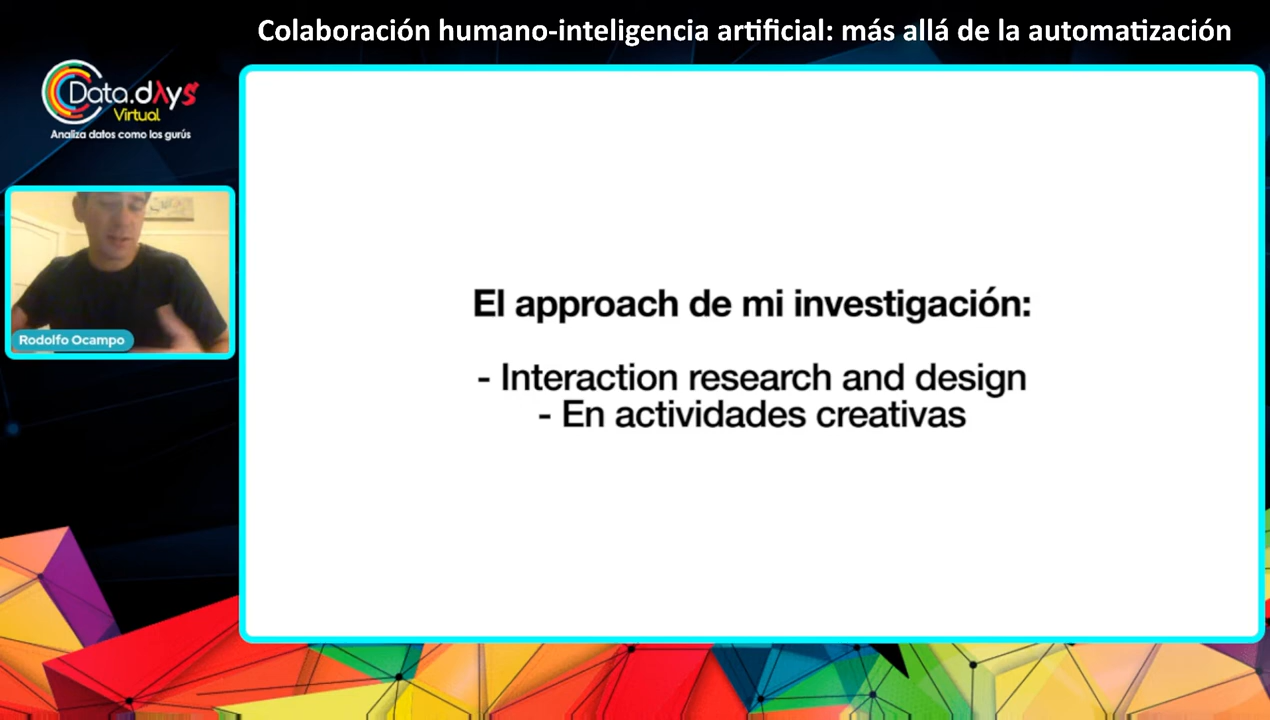 Colaboración humano-inteligencia artificial: más allá de la automatización
Data.dAys
Virtual
Analiza datos como los gurús
Rodolfo Ocampo
El approach de mi investigación:
- Interaction research and design
- En actividades creativas